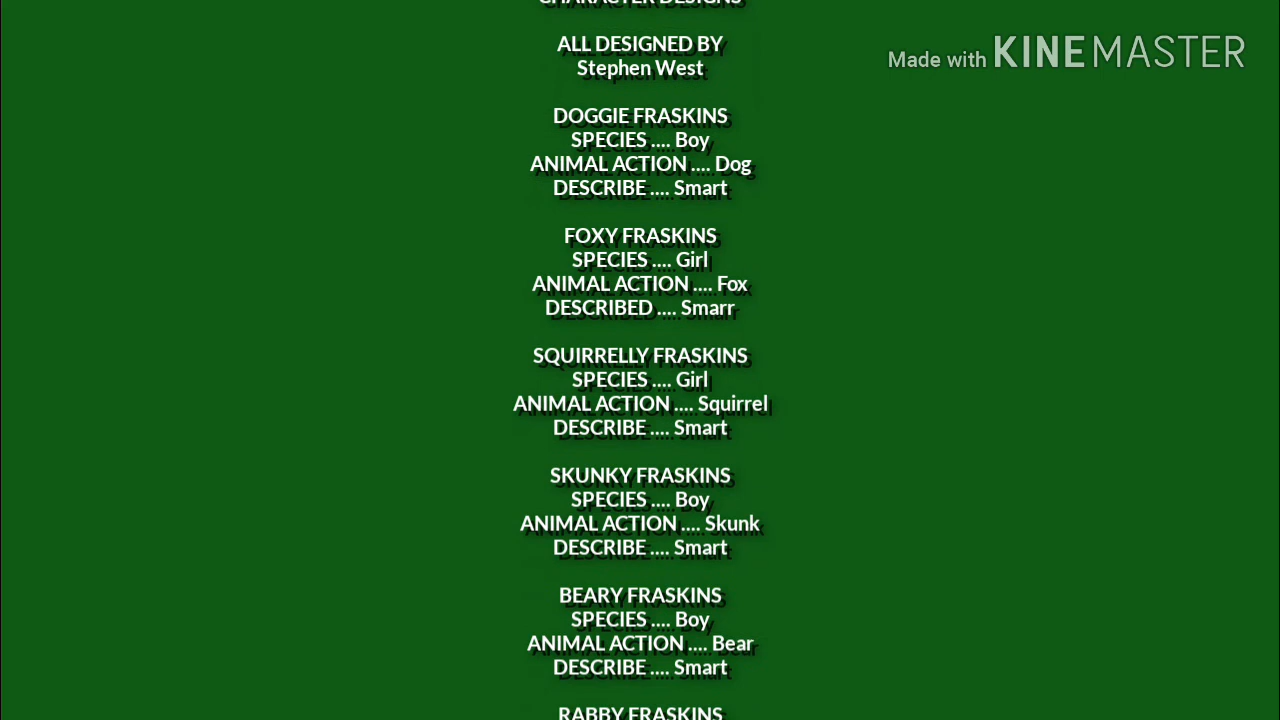 CHARACTER DESIGNS
Made with KINEMASTER
ALL DESIGNED BY
Stephen West
DOGGIE FRASKINS
SPECIES .... Boy
ANIMAL ACTION .... Dog
DESCRIBE .... Smart
FOXY FRASKINS
SPECIES .... Girl
ANIMAL ACTION .... Fox
DESCRIBED .... Smarr
SQUIRRELLY FRASKINS
SPECIES .... Girl
ANIMAL ACTION .... Squirrel
DESCRIBE .... Smart
SKUNKY FRASKINS
SPECIES .... Boy
ANIMAL ACTION .... Skunk
DESCRIBE .... Smart
BEARY FRASKINS
SPECIES .... Boy
ANIMAL ACTION .... Bear
DESCRIBE .... Smart
RABBY FRASKINS